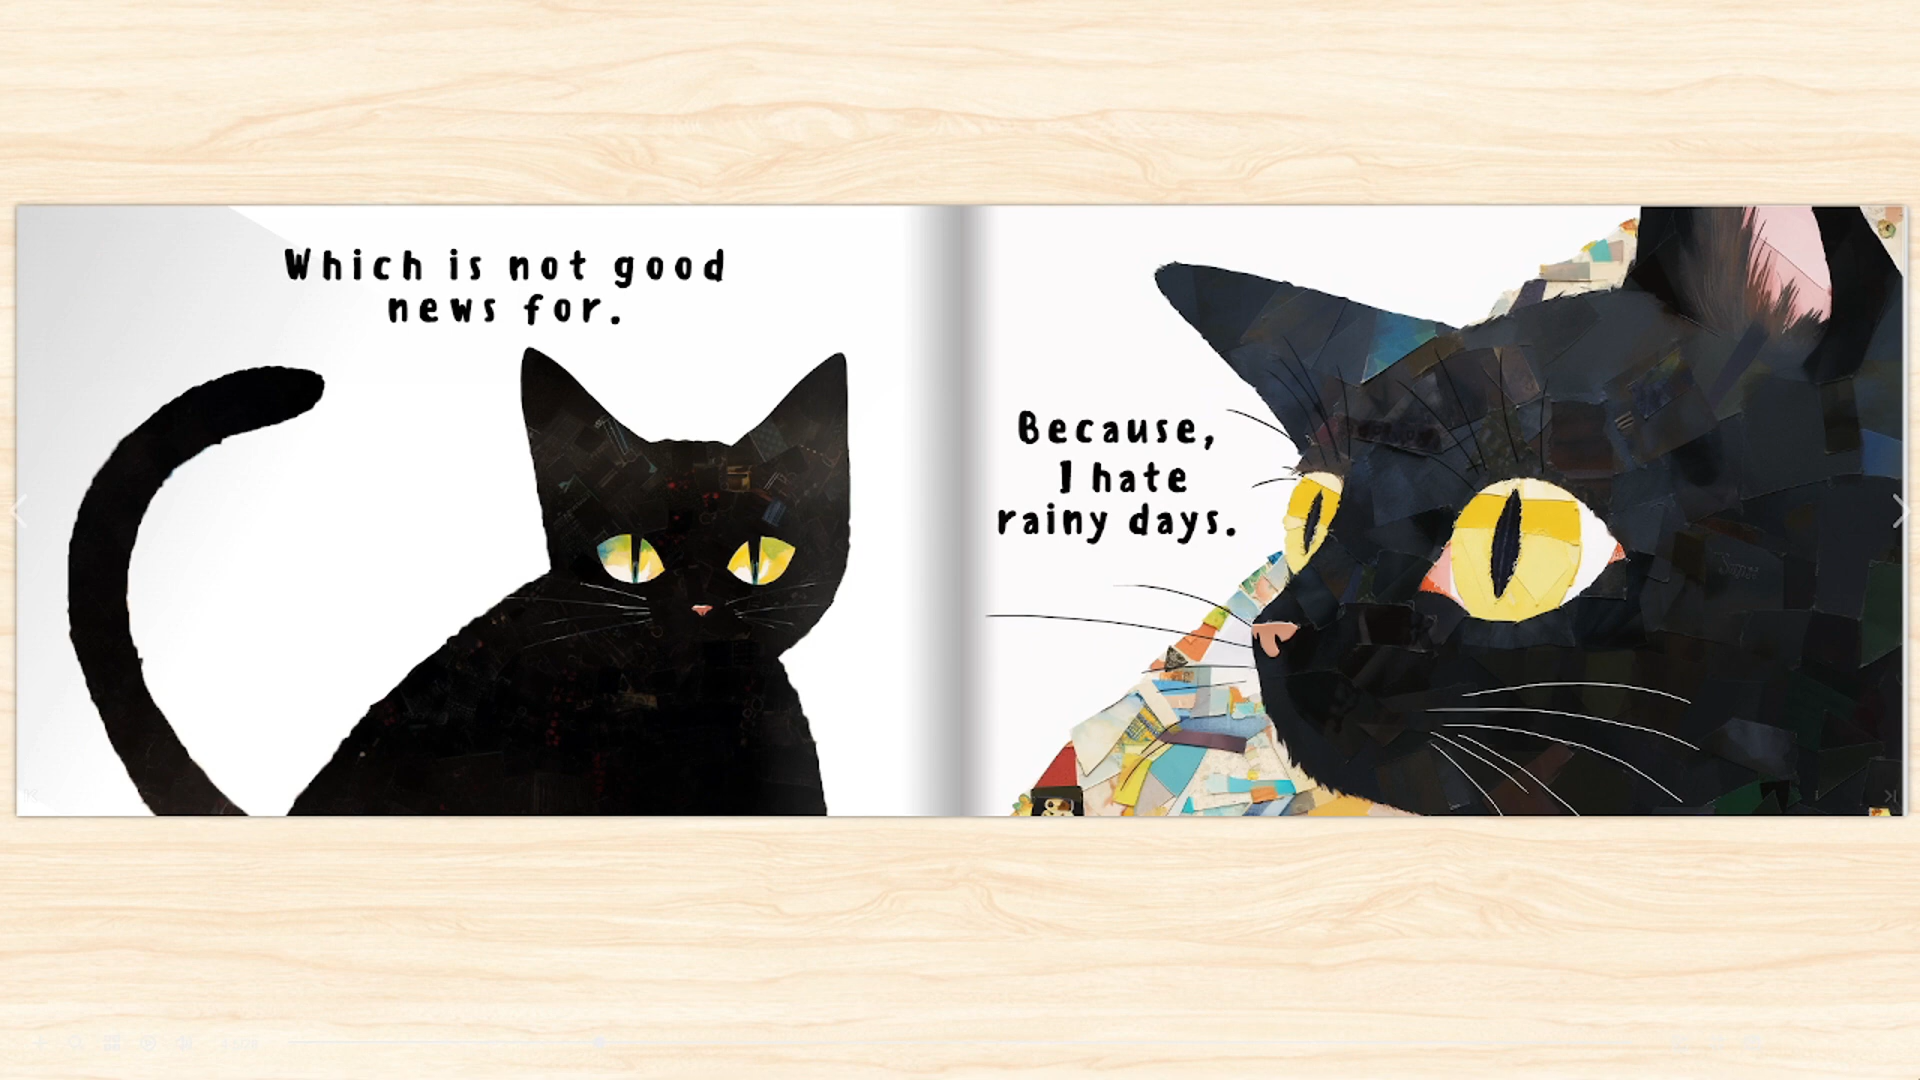 Which is not good
news for.
Because,
I hate
rainy days.